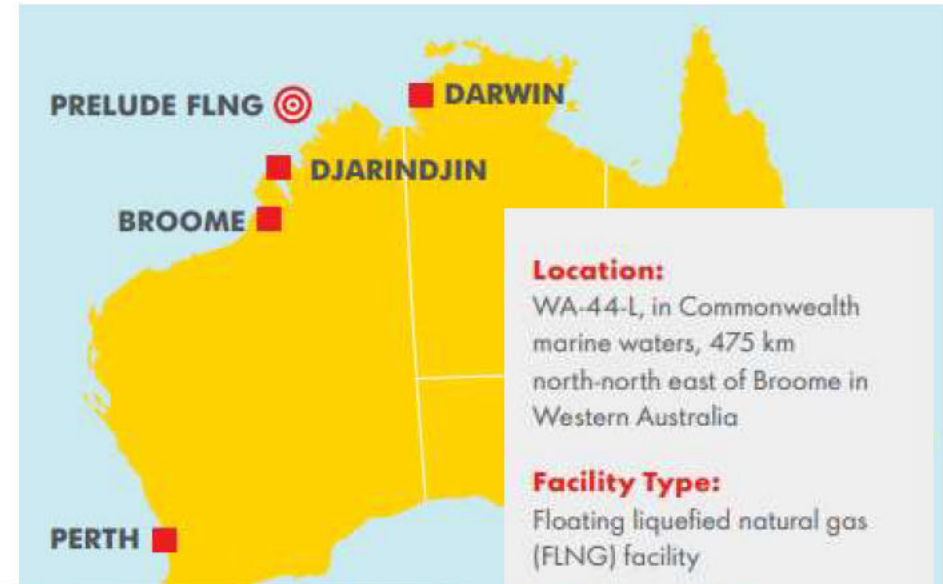 PRELUDE FLNG
DARWIN
DJARINDJIN
BROOME
PERTH
Location:
WA-44-L, in Commonwealth
marine waters, 475 km
north-north east of Broome in
Western Australia
Facility Type:
Floating liquefied natural gas
(FLNG) facility